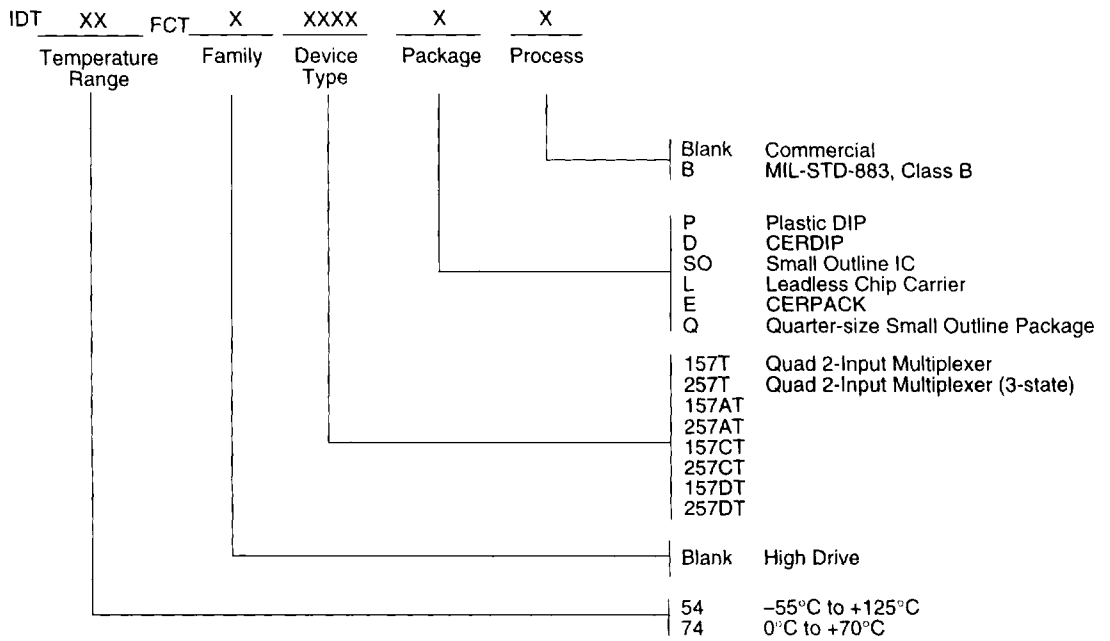 IDT XX FCT X XXXX X X
Temperature Range Family Device Type Package Process
Blank Commercial
B MIL-STD-883, Class B
P Plastic DIP
D CERDIP
SO Small Outline IC
L Leadless Chip Carrier
E CERPACK
Q Quarter-size Small Outline Package
157T Quad 2-Input Multiplexer
257T Quad 2-Input Multiplexer (3-state)
157AT
257AT
157CT
257CT
157DT
257DT
Blank High Drive
54 –55°C to +125°C
74 0°C to +70°C